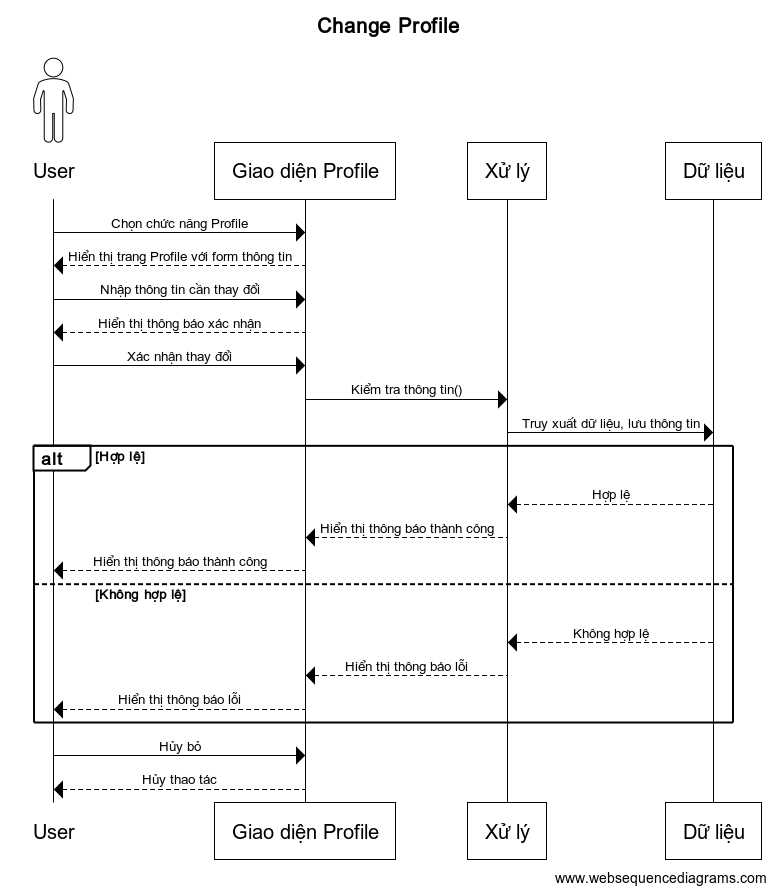 Change Profile
User
Giao diện Profile
Xử lý
Dữ liệu
Chọn chức năng Profile
Hiển thị trang Profile với form thông tin
Nhập thông tin cần thay đổi
Hiển thị thông báo xác nhận
Xác nhận thay đổi
Kiểm tra thông tin()
Truy xuất dữ liệu, lưu thông tin
alt
[Hợp lệ]
Hợp lệ
Hiển thị thông báo thành công
Hiển thị thông báo thành công
[Không hợp lệ]
Không hợp lệ
Hiển thị thông báo lỗi
Hiển thị thông báo lỗi
Hủy bỏ
Hủy thao tác
User
Giao diện Profile
Xử lý
Dữ liệu
www.websequencediagrams.com